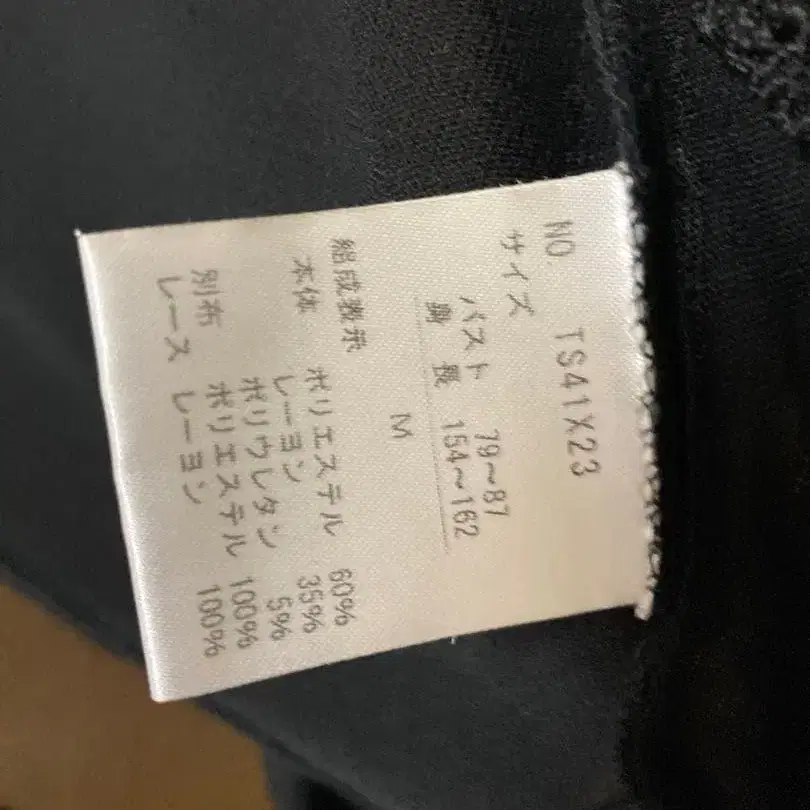 NO. TS41X23
サイズ
バスト 79～87
身長 154～162
M
組成表示
本体 ポリエステル 60%
レーヨン 35%
ポリウレタン 5%
別布 ポリエステル 100%
レース レーヨン 100%